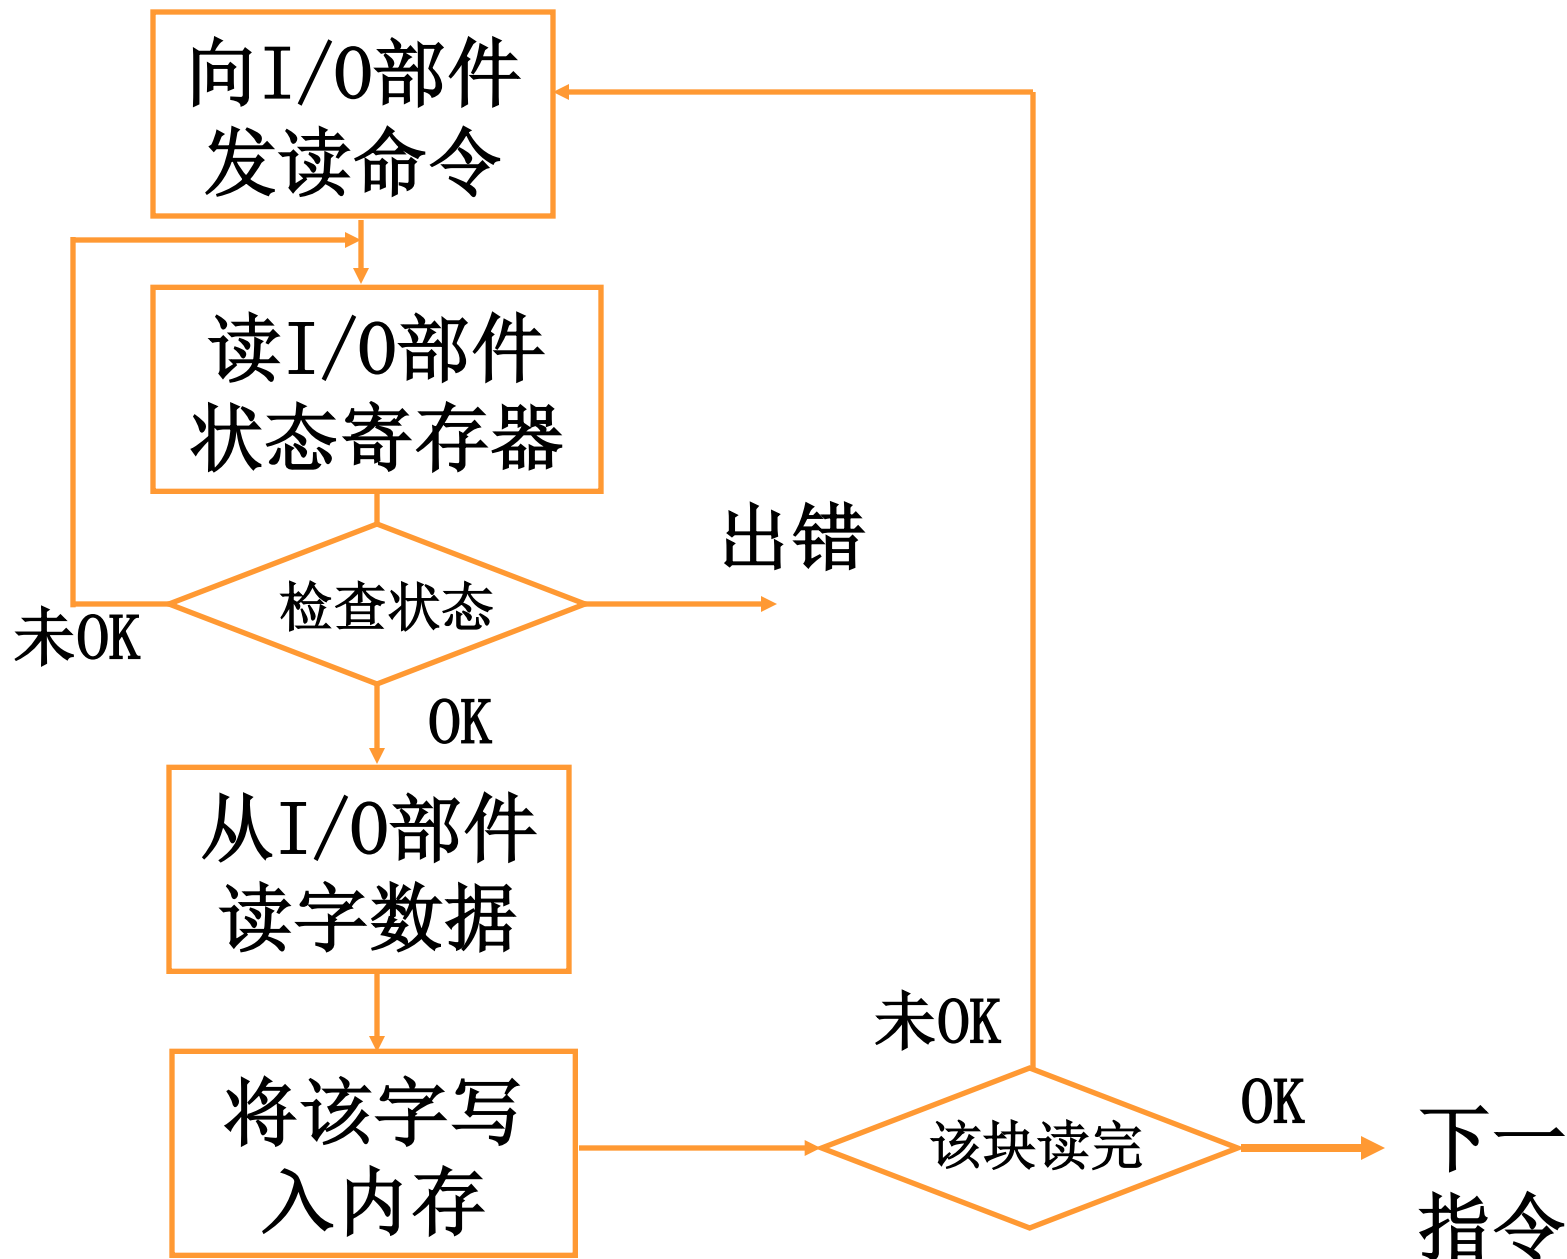 向I/O部件
发读命令
读I/O部件
状态寄存器
出错
检查状态
未OK
OK
从I/O部件
读字数据
将该字写
入内存
未OK
该块读完
OK
下一
指令